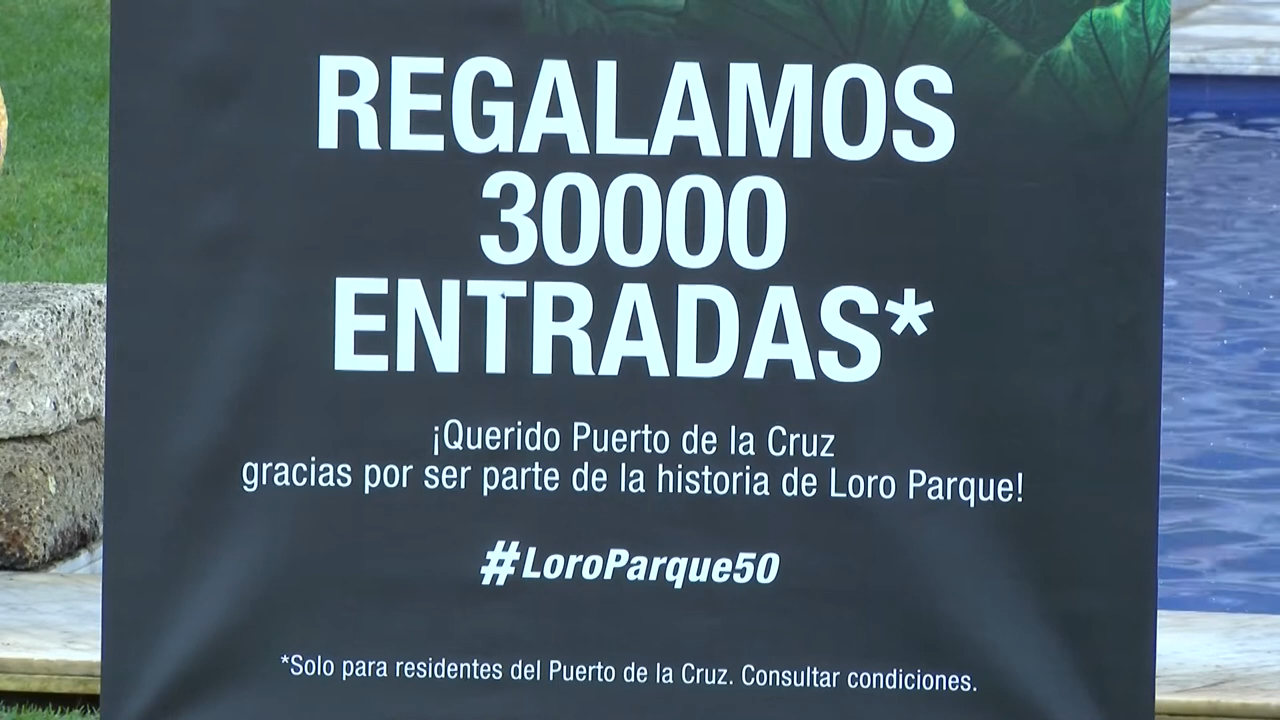 REGALAMOS
30000
ENTRADAS*
¡Querido Puerto de la Cruz
gracias por ser parte de la historia de Loro Parque!
#LoroParque50
*Solo para residentes del Puerto de la Cruz. Consultar condiciones.